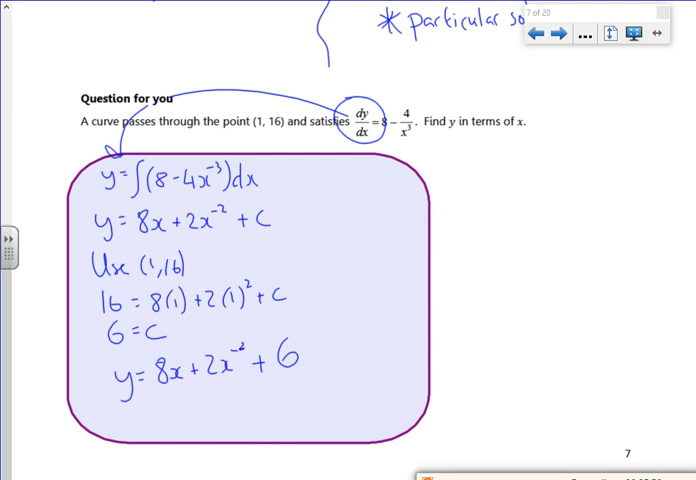 * particular so
7 of 20
Question for you
A curve passes through the point (1, 16) and satisfies dy/dx = 8 − 4/x³. Find y in terms of x.
y = ∫(8 - 4x⁻³)dx
y = 8x + 2x⁻² + C
Use (1,16)
16 = 8(1) + 2(1)² + C
6 = C
y = 8x + 2x⁻² + 6
7